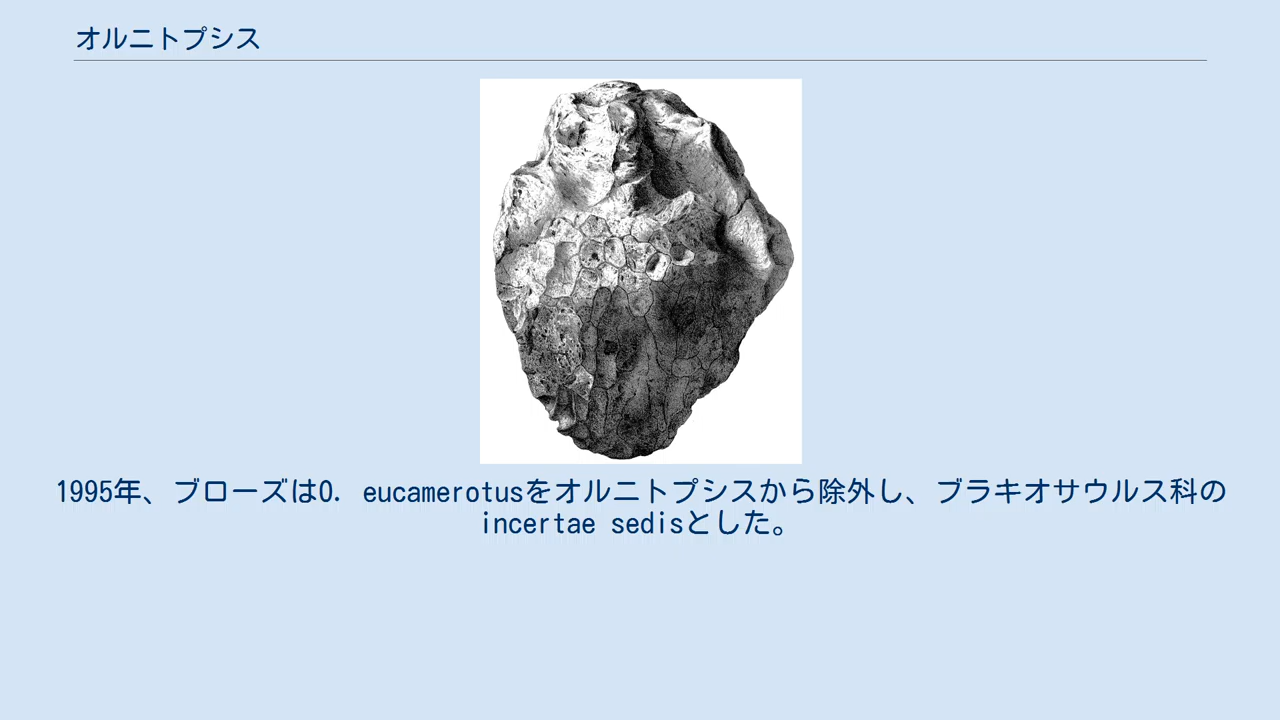 オルニトプシス
1995年、ブローズはO. eucamerotusをオルニトプシスから除外し、ブラキオサウルス科の
incertae sedisとした。